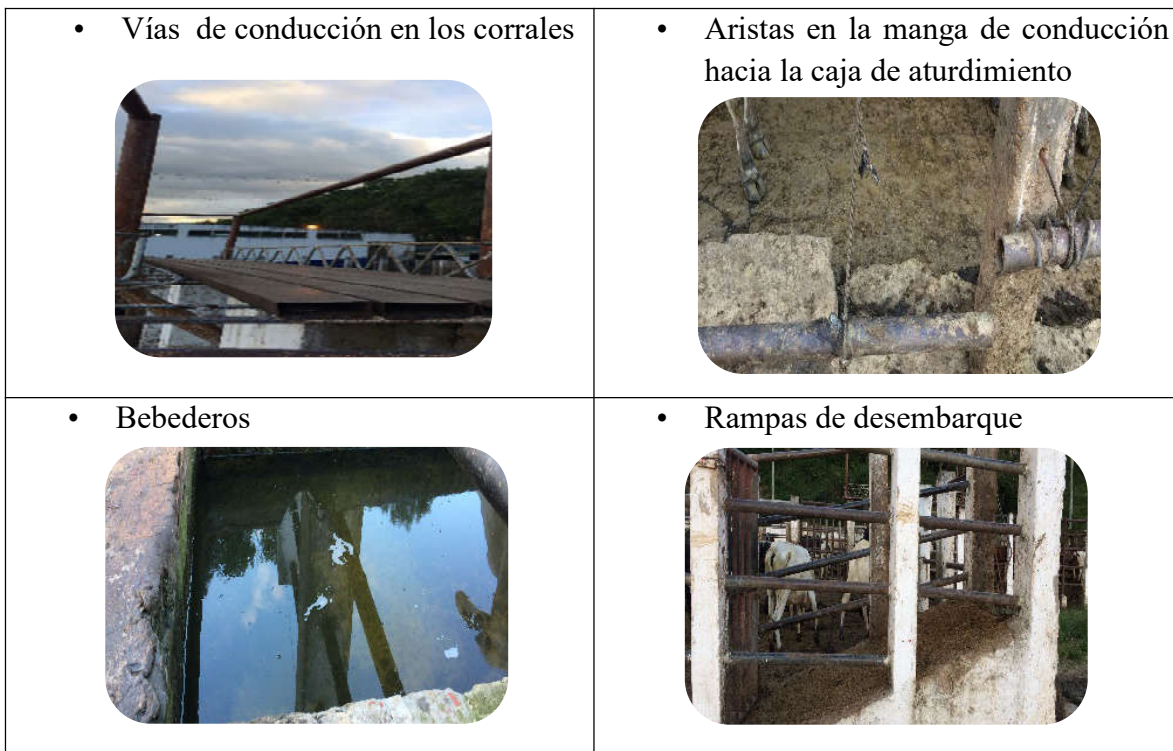 • Vías de conducción en los corrales
• Aristas en la manga de conducción
hacia la caja de aturdimiento
• Bebederos
• Rampas de desembarque